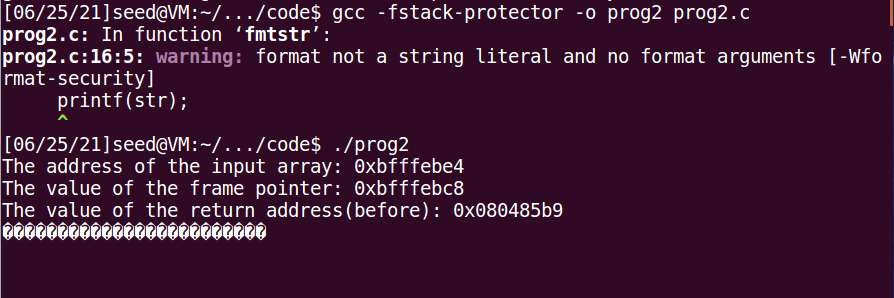 [06/25/21]seed@VM:~/.../code$ gcc -fstack-protector -o prog2 prog2.c
prog2.c: In function ‘fmtstr’:
prog2.c:16:5: warning: format not a string literal and no format arguments [-Wfo
rmat-security]
     printf(str);
     ^
[06/25/21]seed@VM:~/.../code$ ./prog2
The address of the input array: 0xbfffebe4
The value of the frame pointer: 0xbfffebc8
The value of the return address(before): 0x080485b9
������������������������